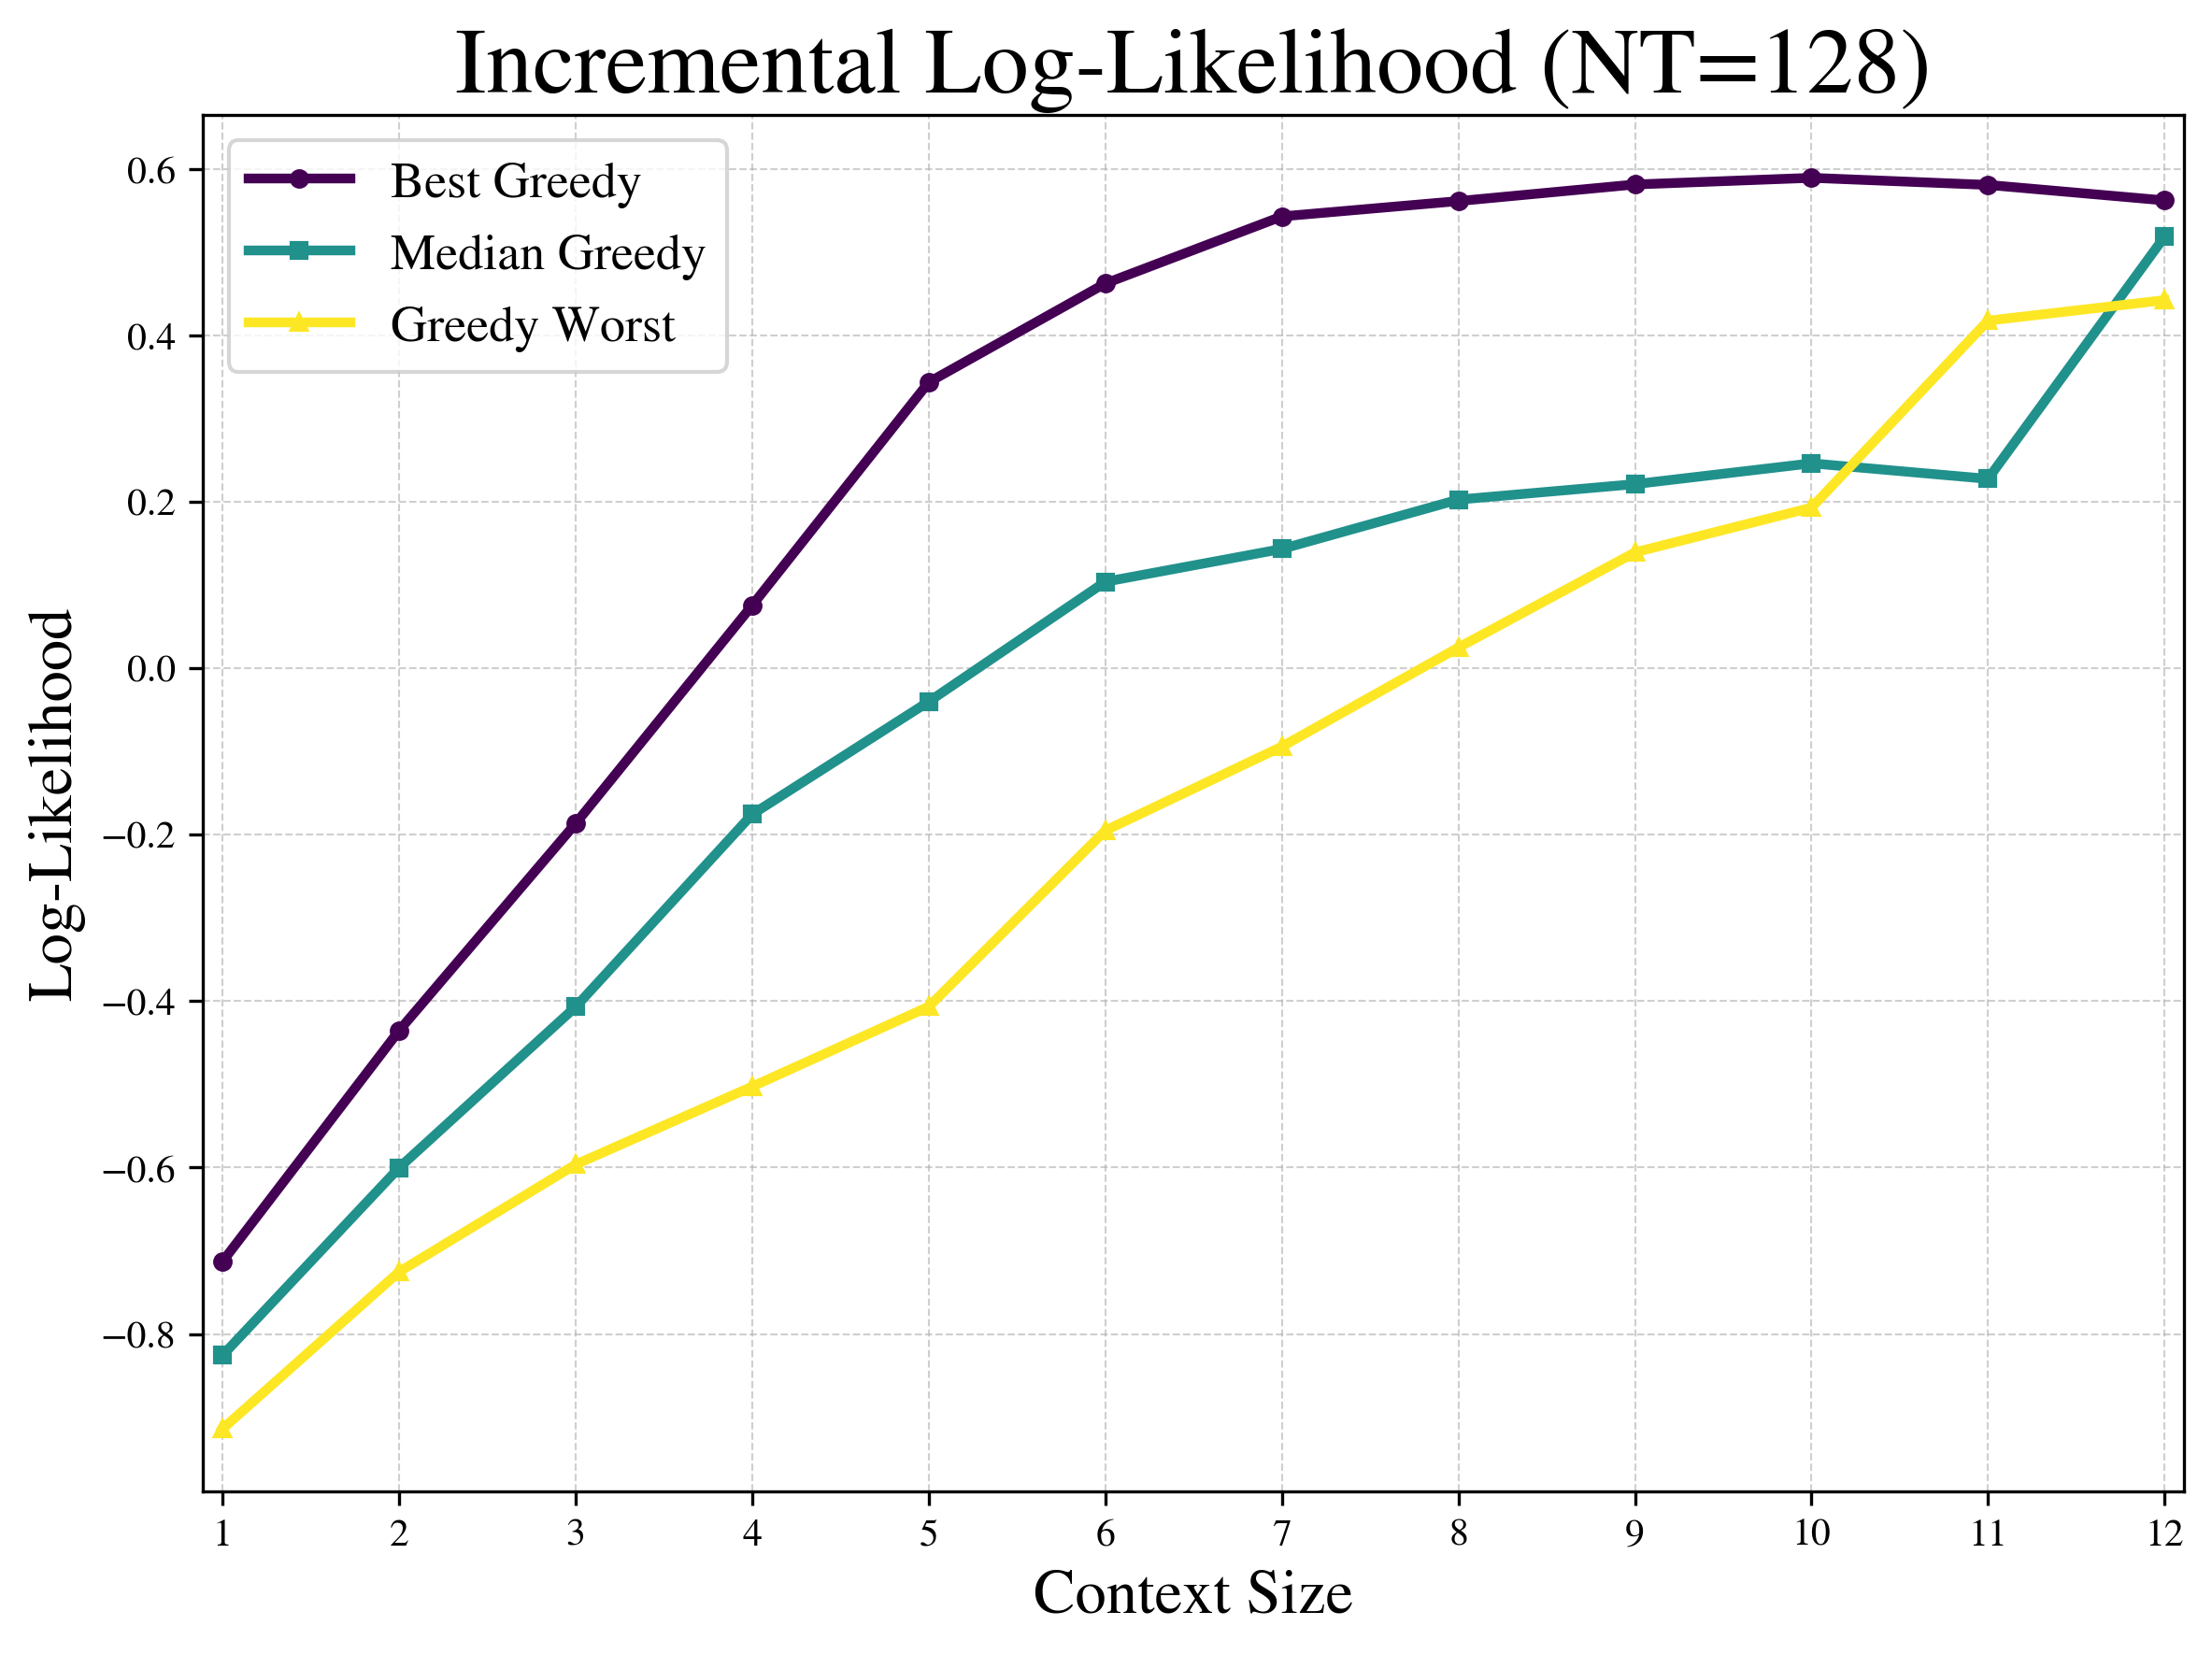 Incremental Log-Likelihood (NT=128)
Best Greedy
Median Greedy
Greedy Worst
Log-Likelihood
0.6
0.4
0.2
0.0
−0.2
−0.4
−0.6
−0.8
1 2 3 4 5 6 7 8 9 10 11 12
Context Size